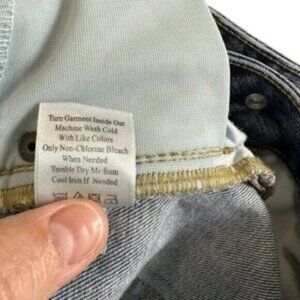 Turn Garment Inside Out
Machine Wash Cold
With Like Colors
Only Non-Chlorine Bleach
When Needed
Tumble Dry Medium
Cool Iron If Needed